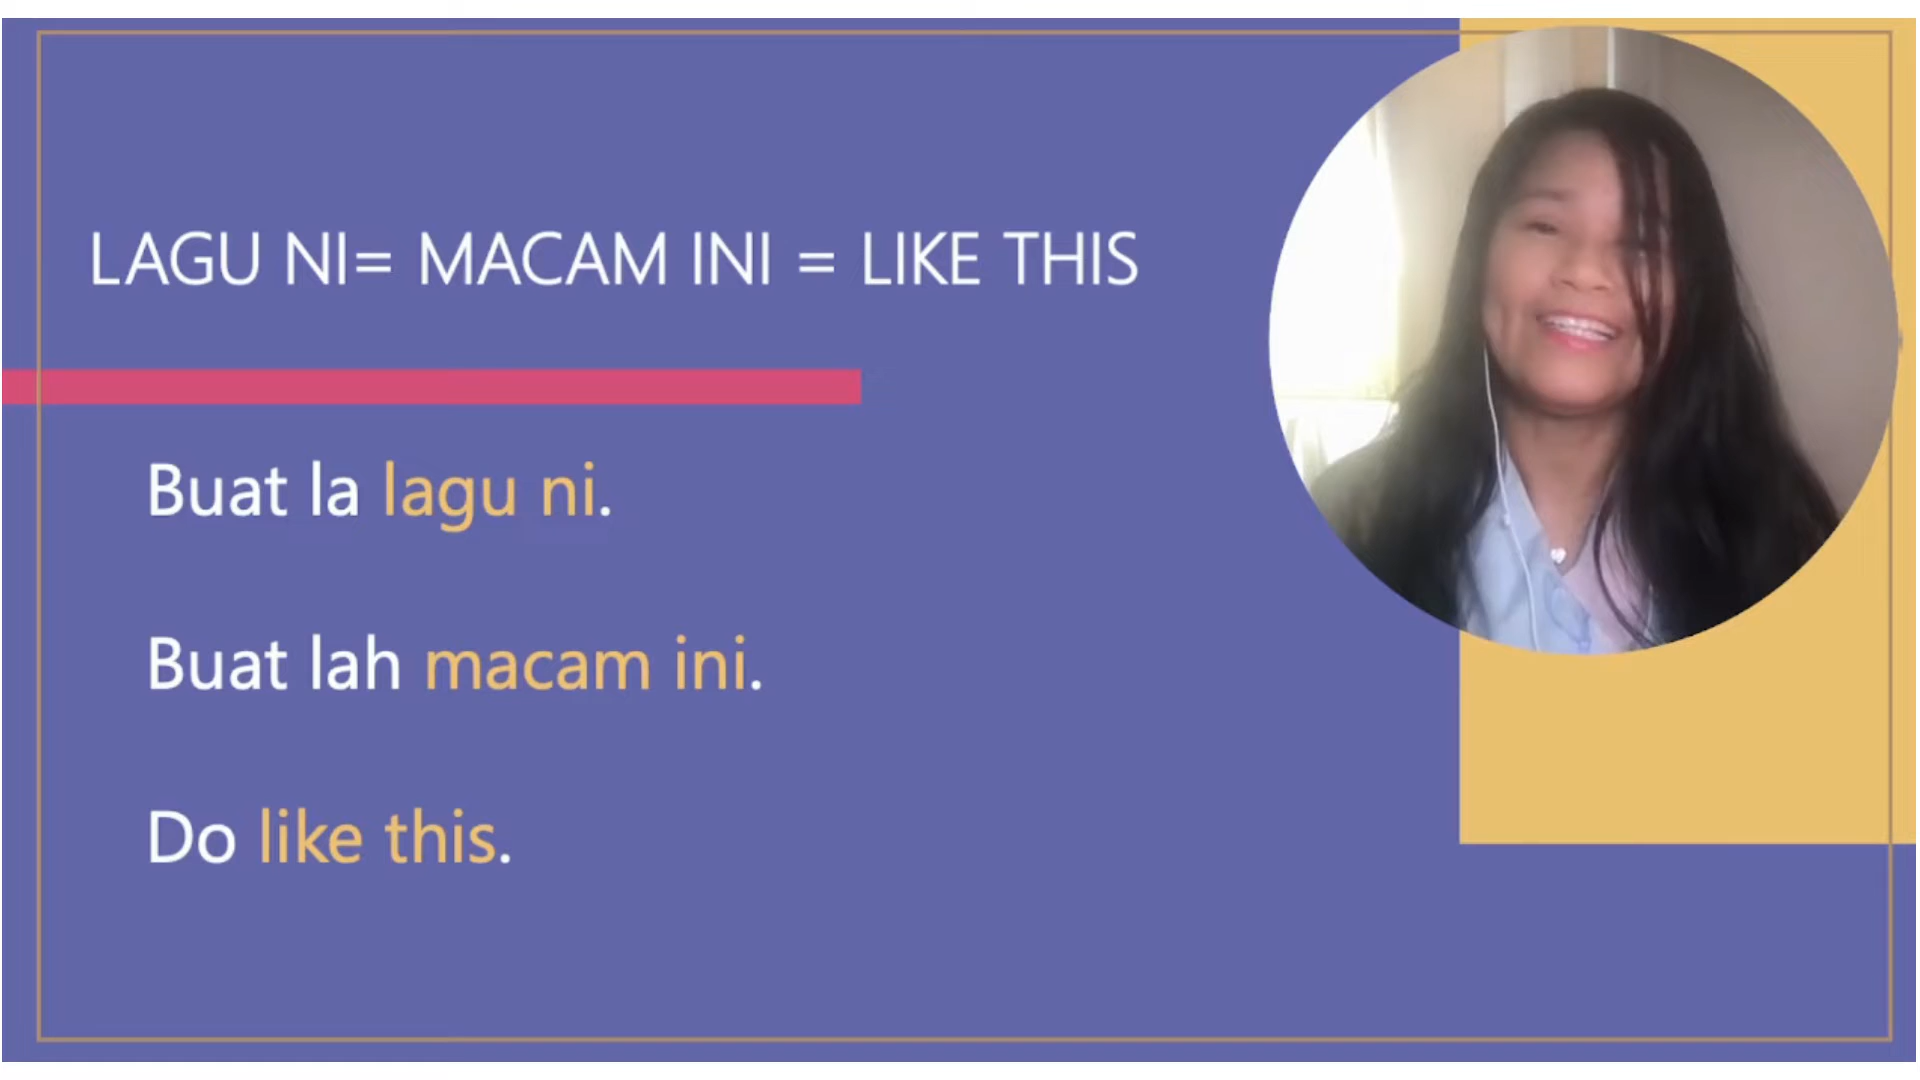 LAGU NI= MACAM INI = LIKE THIS
Buat la lagu ni.
Buat lah macam ini.
Do like this.